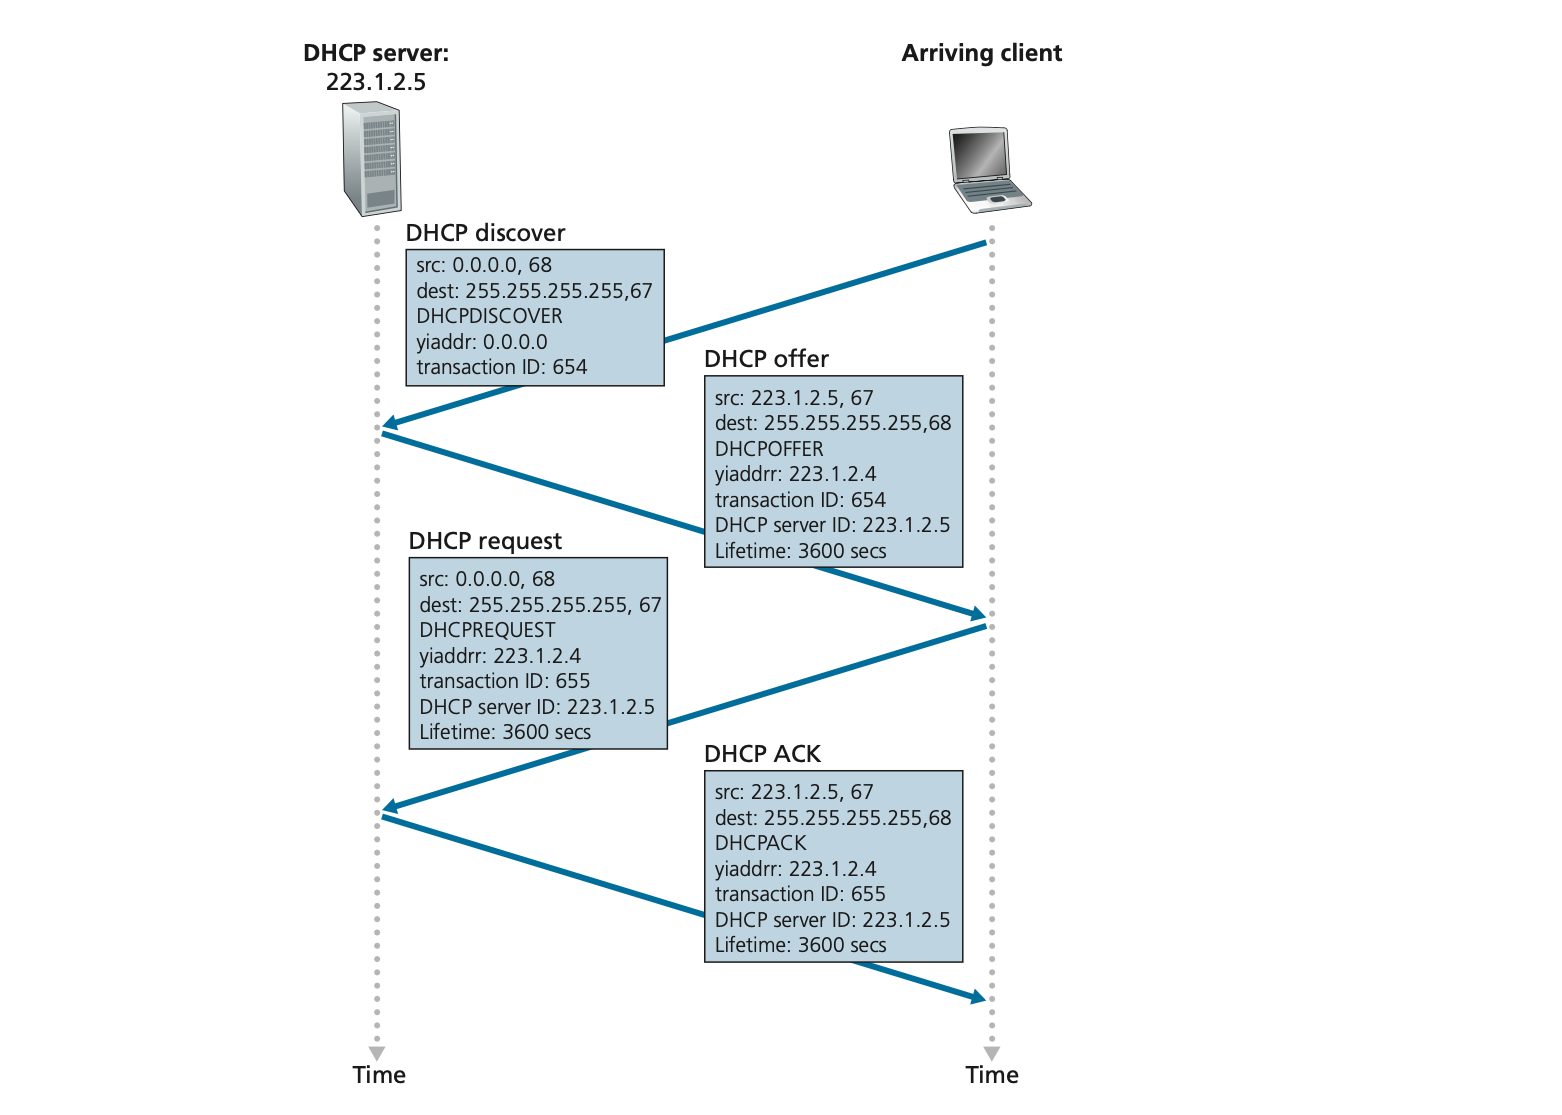 DHCP server:
223.1.2.5
Arriving client
DHCP discover
src: 0.0.0.0, 68
dest: 255.255.255.255,67
DHCPDISCOVER
yiaddr: 0.0.0.0
transaction ID: 654
DHCP offer
src: 223.1.2.5, 67
dest: 255.255.255.255,68
DHCPOFFER
yiaddrr: 223.1.2.4
transaction ID: 654
DHCP server ID: 223.1.2.5
Lifetime: 3600 secs
DHCP request
src: 0.0.0.0, 68
dest: 255.255.255.255, 67
DHCPREQUEST
yiaddrr: 223.1.2.4
transaction ID: 655
DHCP server ID: 223.1.2.5
Lifetime: 3600 secs
DHCP ACK
src: 223.1.2.5, 67
dest: 255.255.255.255,68
DHCPACK
yiaddrr: 223.1.2.4
transaction ID: 655
DHCP server ID: 223.1.2.5
Lifetime: 3600 secs
Time
Time